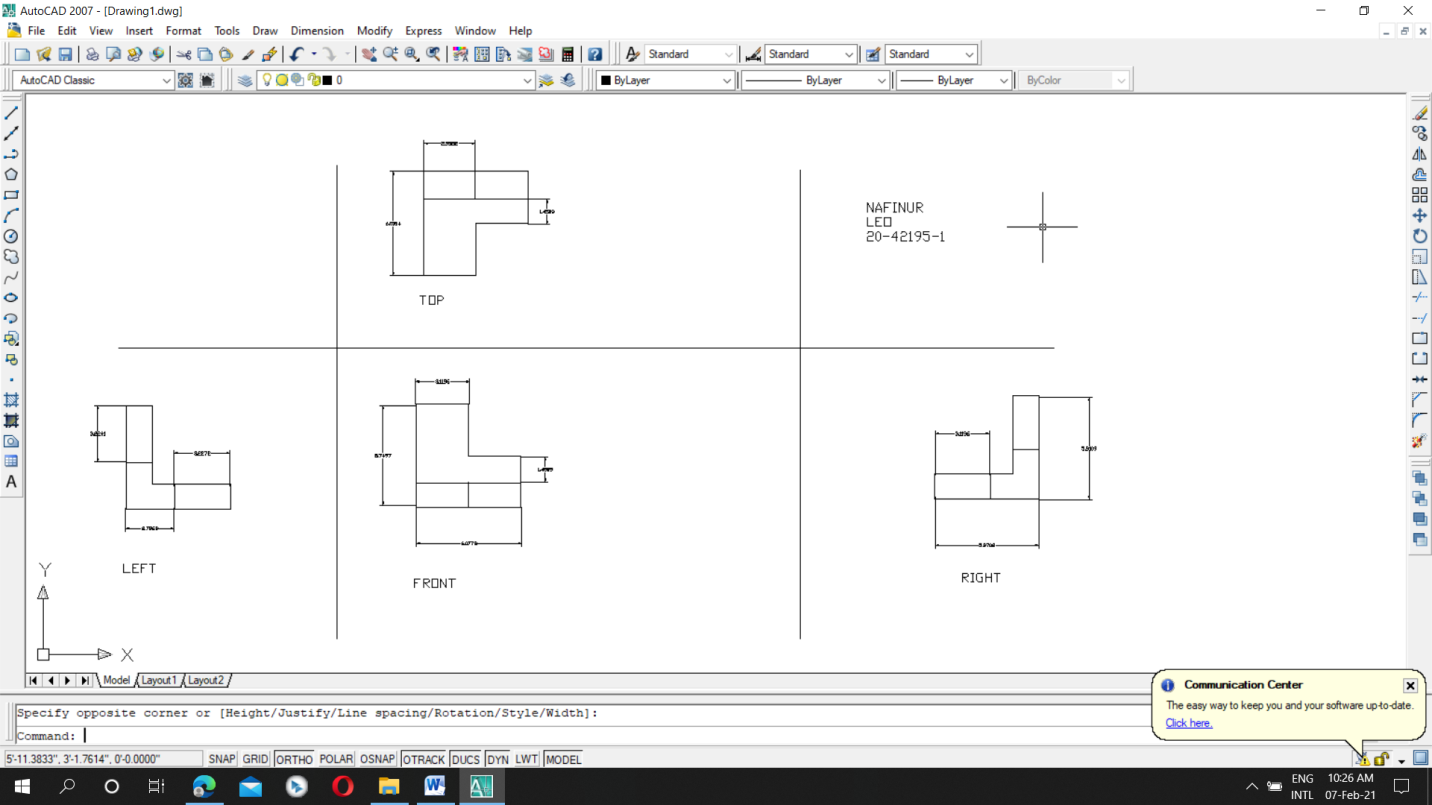 AutoCAD 2007 - [Drawing1.dwg]
File Edit View Insert Format Tools Draw Dimension Modify Express Window Help
Standard Standard Standard
AutoCAD Classic 0 ByLayer ByLayer ByLayer ByColor
NAFINUR
LEO
20-42195-1
TOP
LEFT
FRONT
RIGHT
Y
X
A
Model Layout1 Layout2
Communication Center
The easy way to keep you and your software up-to-date.
Click here.
Specify opposite corner or [Height/Justify/Line spacing/Rotation/Style/Width]:
Command:
5'-11.3833", 3'-1.7614", 0'-0.0000" SNAP GRID ORTHO POLAR OSNAP OTRACK DUCS DYN LWT MODEL
ENG 10:26 AM
INTL 07-Feb-21